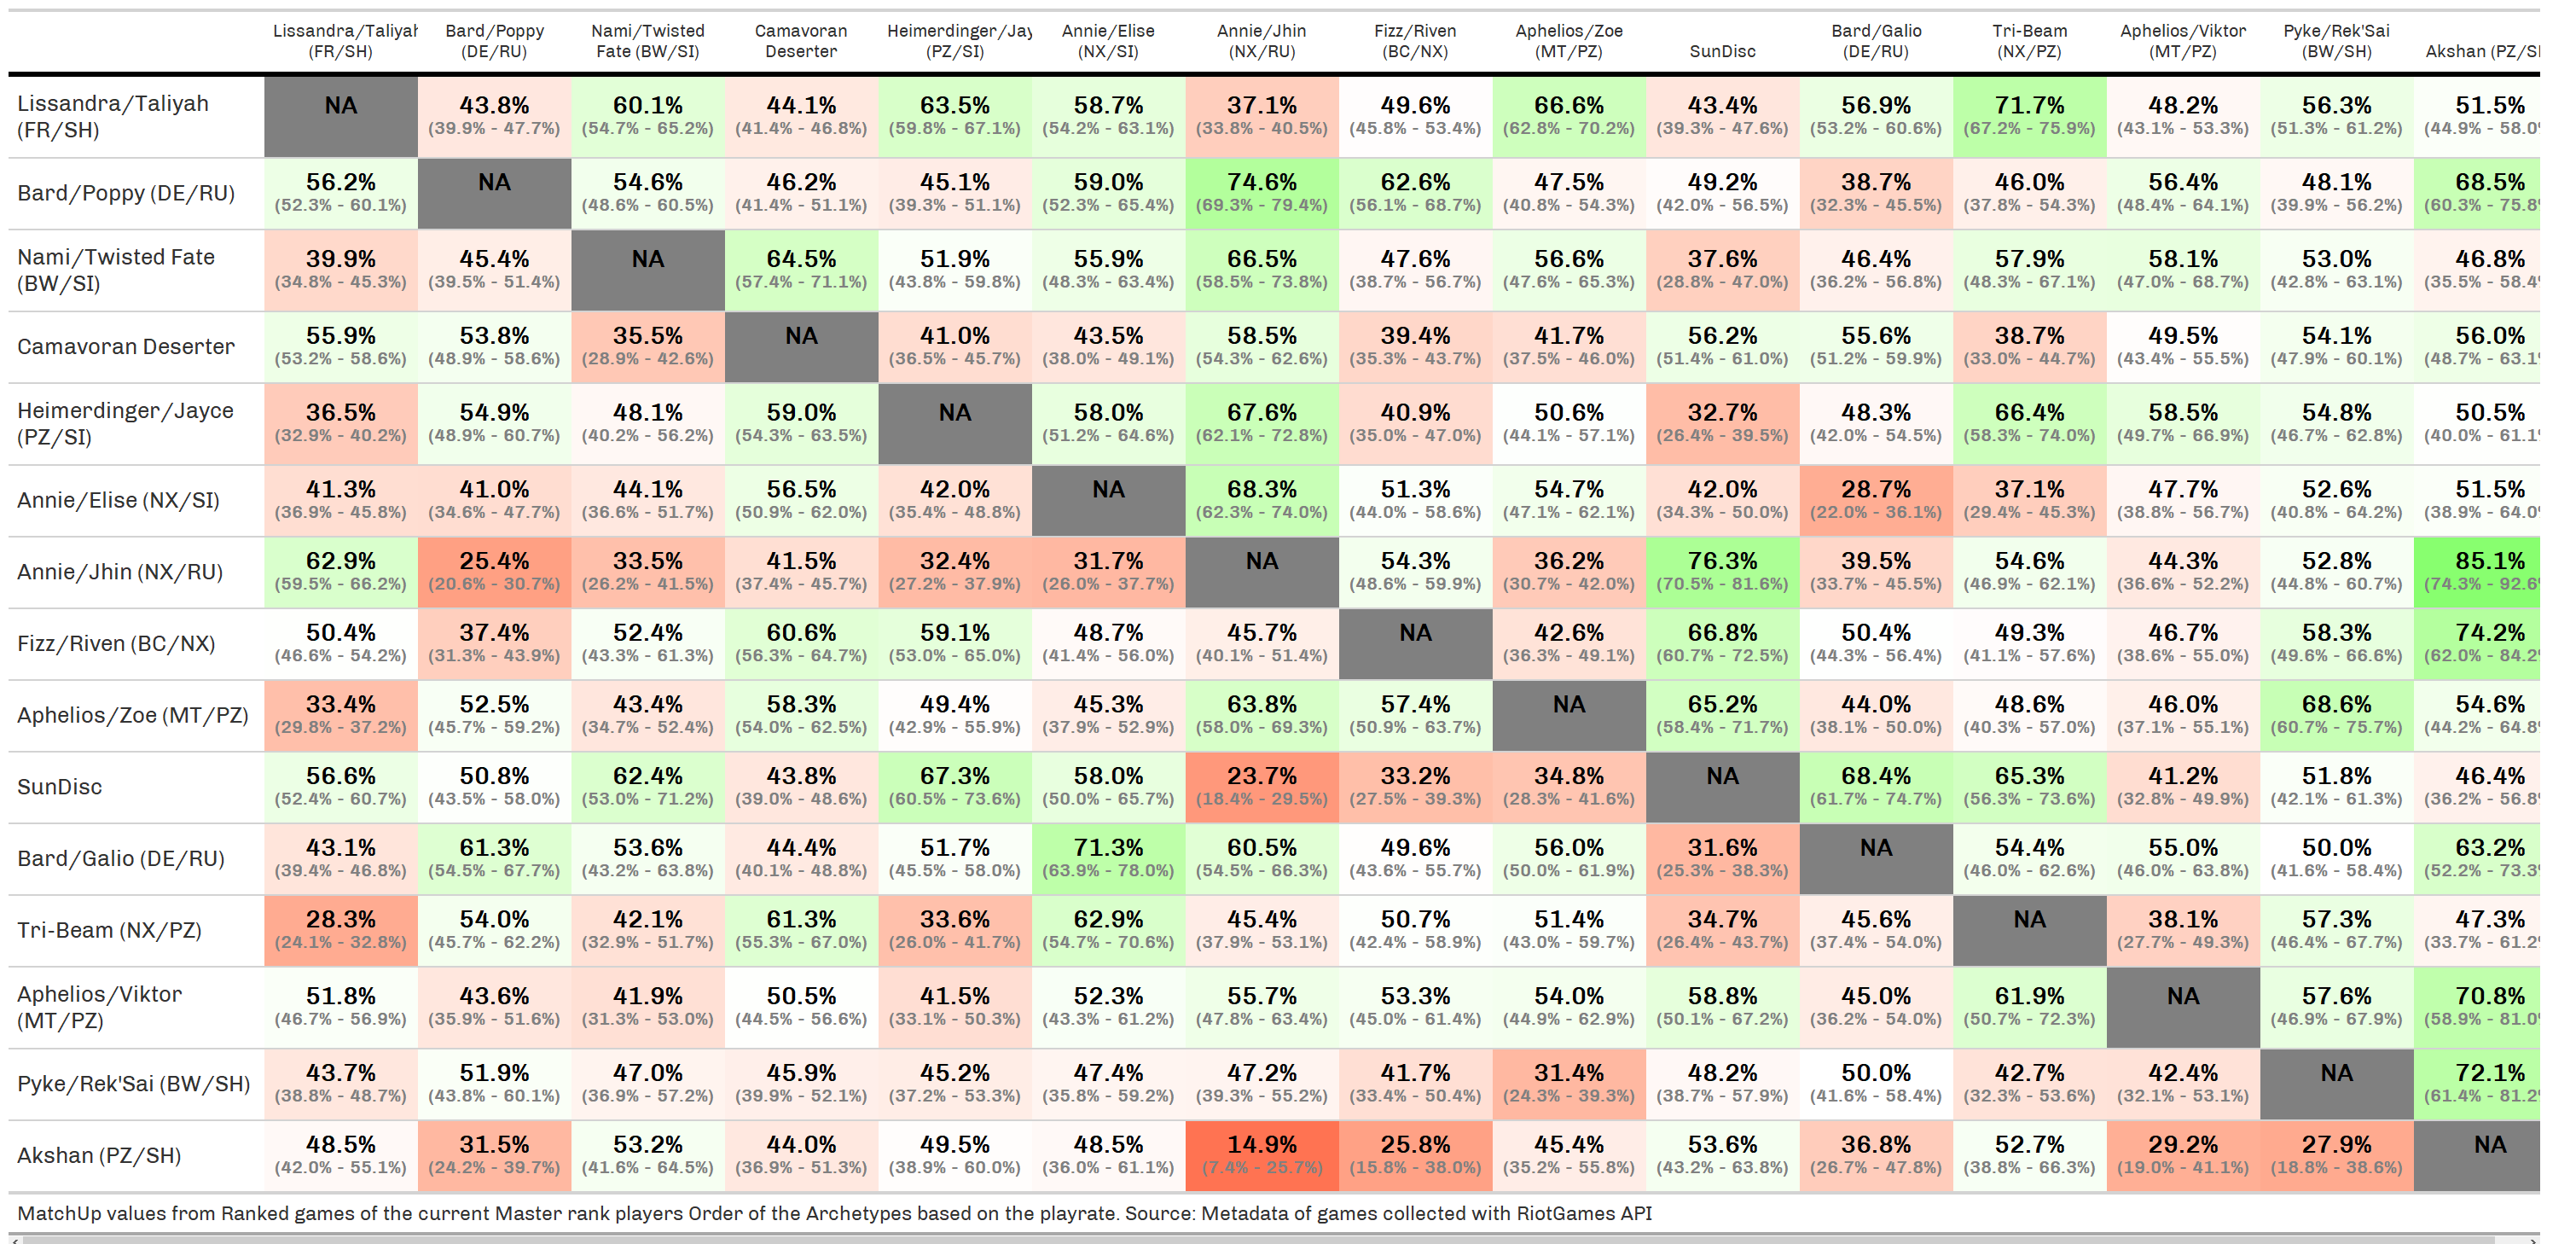 Lissandra/Taliyah Bard/Poppy Nami/Twisted Camavoran Heimerdinger/Jay Annie/Elise Annie/Jhin Fizz/Riven Aphelios/Zoe Bard/Galio Tri-Beam Aphelios/Viktor Pyke/Rek'Sai
(FR/SH) (DE/RU) Fate (BW/SI) Deserter (PZ/SI) (NX/SI) (NX/RU) (BC/NX) (MT/PZ) SunDisc (DE/RU) (NX/PZ) (MT/PZ) (BW/SH) Akshan (PZ/SH
Lissandra/Taliyah (FR/SH)
NA 43.8% 60.1% 44.1% 63.5% 58.7% 37.1% 49.6% 66.6% 43.4% 56.9% 71.7% 48.2% 56.3% 51.5%
(39.9% - 47.7%) (54.7% - 65.2%) (41.4% - 46.8%) (59.8% - 67.1%) (54.2% - 63.1%) (33.8% - 40.5%) (45.8% - 53.4%) (62.8% - 70.2%) (39.3% - 47.6%) (53.2% - 60.6%) (67.2% - 75.9%) (43.1% - 53.3%) (51.3% - 61.2%) (44.9% - 58.0%
Bard/Poppy (DE/RU)
56.2% NA 54.6% 46.2% 45.1% 59.0% 74.6% 62.6% 47.5% 49.2% 38.7% 46.0% 56.4% 48.1% 68.5%
(52.3% - 60.1%) (48.6% - 60.5%) (41.4% - 51.1%) (39.3% - 51.1%) (52.3% - 65.4%) (69.3% - 79.4%) (56.1% - 68.7%) (40.8% - 54.3%) (42.0% - 56.5%) (32.3% - 45.5%) (37.8% - 54.3%) (48.4% - 64.1%) (39.9% - 56.2%) (60.3% - 75.8%
Nami/Twisted Fate (BW/SI)
39.9% 45.4% NA 64.5% 51.9% 55.9% 66.5% 47.6% 56.6% 37.6% 46.4% 57.9% 58.1% 53.0% 46.8%
(34.8% - 45.3%) (39.5% - 51.4%) (57.4% - 71.1%) (43.8% - 59.8%) (48.3% - 63.4%) (58.5% - 73.8%) (38.7% - 56.7%) (47.6% - 65.3%) (28.8% - 47.0%) (36.2% - 56.8%) (48.3% - 67.1%) (47.0% - 68.7%) (42.8% - 63.1%) (35.5% - 58.4%
Camavoran Deserter
55.9% 53.8% 35.5% NA 41.0% 43.5% 58.5% 39.4% 41.7% 56.2% 55.6% 38.7% 49.5% 54.1% 56.0%
(53.2% - 58.6%) (48.9% - 58.6%) (28.9% - 42.6%) (36.5% - 45.7%) (38.0% - 49.1%) (54.3% - 62.6%) (35.3% - 43.7%) (37.5% - 46.0%) (51.4% - 61.0%) (51.2% - 59.9%) (33.0% - 44.7%) (43.4% - 55.5%) (47.9% - 60.1%) (48.7% - 63.1%
Heimerdinger/Jayce (PZ/SI)
36.5% 54.9% 48.1% 59.0% NA 58.0% 67.6% 40.9% 50.6% 32.7% 48.3% 66.4% 58.5% 54.8% 50.5%
(32.9% - 40.2%) (48.9% - 60.7%) (40.2% - 56.2%) (54.3% - 63.5%) (51.2% - 64.6%) (62.1% - 72.8%) (35.0% - 47.0%) (44.1% - 57.1%) (26.4% - 39.5%) (42.0% - 54.5%) (58.3% - 74.0%) (49.7% - 66.9%) (46.7% - 62.8%) (40.0% - 61.1%
Annie/Elise (NX/SI)
41.3% 41.0% 44.1% 56.5% 42.0% NA 68.3% 51.3% 54.7% 42.0% 28.7% 37.1% 47.7% 52.6% 51.5%
(36.9% - 45.8%) (34.6% - 47.7%) (36.6% - 51.7%) (50.9% - 62.0%) (35.4% - 48.8%) (62.3% - 74.0%) (44.0% - 58.6%) (47.1% - 62.1%) (34.3% - 50.0%) (22.0% - 36.1%) (29.4% - 45.3%) (38.8% - 56.7%) (40.8% - 64.2%) (38.9% - 64.0%
Annie/Jhin (NX/RU)
62.9% 25.4% 33.5% 41.5% 32.4% 31.7% NA 54.3% 36.2% 76.3% 39.5% 54.6% 44.3% 52.8% 85.1%
(59.5% - 66.2%) (20.6% - 30.7%) (26.2% - 41.5%) (37.4% - 45.7%) (27.2% - 37.9%) (26.0% - 37.7%) (48.6% - 59.9%) (30.7% - 42.0%) (70.5% - 81.6%) (33.7% - 45.5%) (46.9% - 62.1%) (36.6% - 52.2%) (44.8% - 60.7%) (74.3% - 92.6%
Fizz/Riven (BC/NX)
50.4% 37.4% 52.4% 60.6% 59.1% 48.7% 45.7% NA 42.6% 66.8% 50.4% 49.3% 46.7% 58.3% 74.2%
(46.6% - 54.2%) (31.3% - 43.9%) (43.3% - 61.3%) (56.3% - 64.7%) (53.0% - 65.0%) (41.4% - 56.0%) (40.1% - 51.4%) (36.3% - 49.1%) (60.7% - 72.5%) (44.3% - 56.4%) (41.1% - 57.6%) (38.6% - 55.0%) (49.6% - 66.6%) (62.0% - 84.2%
Aphelios/Zoe (MT/PZ)
33.4% 52.5% 43.4% 58.3% 49.4% 45.3% 63.8% 57.4% NA 65.2% 44.0% 48.6% 46.0% 68.6% 54.6%
(29.8% - 37.2%) (45.7% - 59.2%) (34.7% - 52.4%) (54.0% - 62.5%) (42.9% - 55.9%) (37.9% - 52.9%) (58.0% - 69.3%) (50.9% - 63.7%) (58.4% - 71.7%) (38.1% - 50.0%) (40.3% - 57.0%) (37.1% - 55.1%) (60.7% - 75.7%) (44.2% - 64.8%
SunDisc
56.6% 50.8% 62.4% 43.8% 67.3% 58.0% 23.7% 33.2% 34.8% NA 68.4% 65.3% 41.2% 51.8% 46.4%
(52.4% - 60.7%) (43.5% - 58.0%) (53.0% - 71.2%) (39.0% - 48.6%) (60.5% - 73.6%) (50.0% - 65.7%) (18.4% - 29.5%) (27.5% - 39.3%) (28.3% - 41.6%) (61.7% - 74.7%) (56.3% - 73.6%) (32.8% - 49.9%) (42.1% - 61.3%) (36.2% - 56.8%
Bard/Galio (DE/RU)
43.1% 61.3% 53.6% 44.4% 51.7% 71.3% 60.5% 49.6% 56.0% 31.6% NA 54.4% 55.0% 50.0% 63.2%
(39.4% - 46.8%) (54.5% - 67.7%) (43.2% - 63.8%) (40.1% - 48.8%) (45.5% - 58.0%) (63.9% - 78.0%) (54.5% - 66.3%) (43.6% - 55.7%) (50.0% - 61.9%) (25.3% - 38.3%) (46.0% - 62.6%) (46.0% - 63.8%) (41.6% - 58.4%) (52.2% - 73.3%
Tri-Beam (NX/PZ)
28.3% 54.0% 42.1% 61.3% 33.6% 62.9% 45.4% 50.7% 51.4% 34.7% 45.6% NA 38.1% 57.3% 47.3%
(24.1% - 32.8%) (45.7% - 62.2%) (32.9% - 51.7%) (55.3% - 67.0%) (26.0% - 41.7%) (54.7% - 70.6%) (37.9% - 53.1%) (42.4% - 58.9%) (43.0% - 59.7%) (26.4% - 43.7%) (37.4% - 54.0%) (27.7% - 49.3%) (46.4% - 67.7%) (33.7% - 61.2%
Aphelios/Viktor (MT/PZ)
51.8% 43.6% 41.9% 50.5% 41.5% 52.3% 55.7% 53.3% 54.0% 58.8% 45.0% 61.9% NA 57.6% 70.8%
(46.7% - 56.9%) (35.9% - 51.6%) (31.3% - 53.0%) (44.5% - 56.6%) (33.1% - 50.3%) (43.3% - 61.2%) (47.8% - 63.4%) (45.0% - 61.4%) (44.9% - 62.9%) (50.1% - 67.2%) (36.2% - 54.0%) (50.7% - 72.3%) (46.9% - 67.9%) (58.9% - 81.0%
Pyke/Rek'Sai (BW/SH)
43.7% 51.9% 47.0% 45.9% 45.2% 47.4% 47.2% 41.7% 31.4% 48.2% 50.0% 42.7% 42.4% NA 72.1%
(38.8% - 48.7%) (43.8% - 60.1%) (36.9% - 57.2%) (39.9% - 52.1%) (37.2% - 53.3%) (35.8% - 59.2%) (39.3% - 55.2%) (33.4% - 50.4%) (24.3% - 39.3%) (38.7% - 57.9%) (41.6% - 58.4%) (32.3% - 53.6%) (32.1% - 53.1%) (61.4% - 81.2%
Akshan (PZ/SH)
48.5% 31.5% 53.2% 44.0% 49.5% 48.5% 14.9% 25.8% 45.4% 53.6% 36.8% 52.7% 29.2% 27.9% NA
(42.0% - 55.1%) (24.2% - 39.7%) (41.6% - 64.5%) (36.9% - 51.3%) (38.9% - 60.0%) (36.0% - 61.1%) (7.4% - 25.7%) (15.8% - 38.0%) (35.2% - 55.8%) (43.2% - 63.8%) (26.7% - 47.8%) (38.8% - 66.3%) (19.0% - 41.1%) (18.8% - 38.6%)
MatchUp values from Ranked games of the current Master rank players Order of the Archetypes based on the playrate. Source: Metadata of games collected with RiotGames API